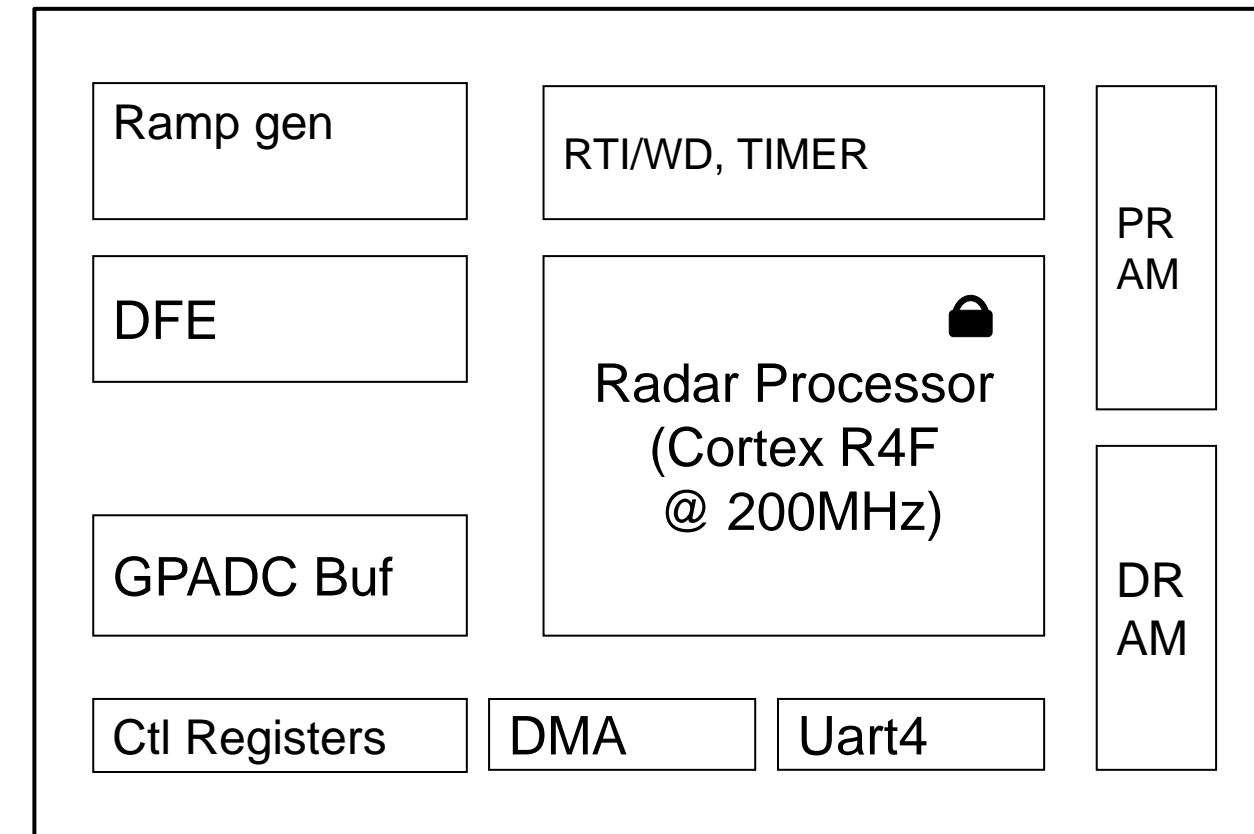 Ramp gen
RTI/WD, TIMER
PR
AM
DFE
Radar Processor
(Cortex R4F
@ 200MHz)
GPADC Buf
DR
AM
Ctl Registers
DMA
Uart4